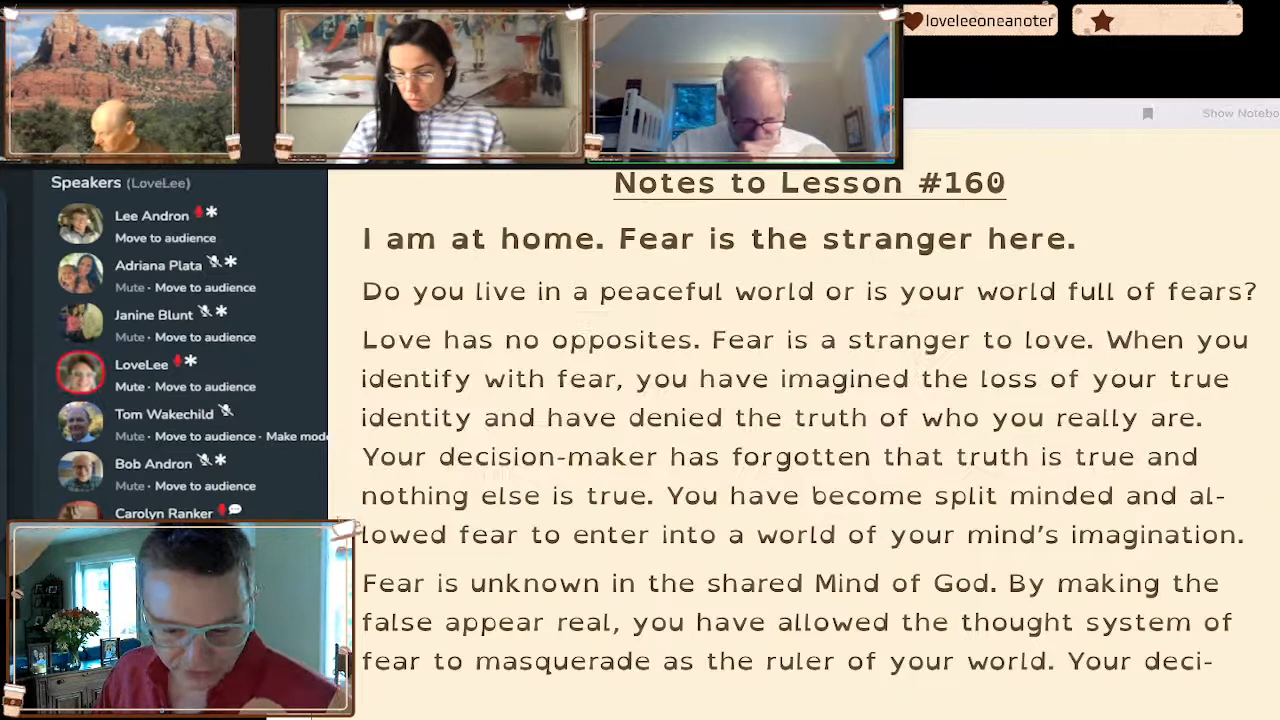 loveleeoneanoter
Show Notebo
Speakers (LoveLee)
Lee Andron
Move to audience
Adriana Plata
Mute · Move to audience
Janine Blunt
Mute · Move to audience
LoveLee
Mute · Move to audience
Tom Wakechild
Mute · Move to audience · Make mod
Bob Andron
Mute · Move to audience
Carolyn Ranker
Notes to Lesson #160
I am at home. Fear is the stranger here.
Do you live in a peaceful world or is your world full of fears?
Love has no opposites. Fear is a stranger to love. When you
identify with fear, you have imagined the loss of your true
identity and have denied the truth of who you really are.
Your decision-maker has forgotten that truth is true and
nothing else is true. You have become split minded and al-
lowed fear to enter into a world of your mind's imagination.
Fear is unknown in the shared Mind of God. By making the
false appear real, you have allowed the thought system of
fear to masquerade as the ruler of your world. Your deci-